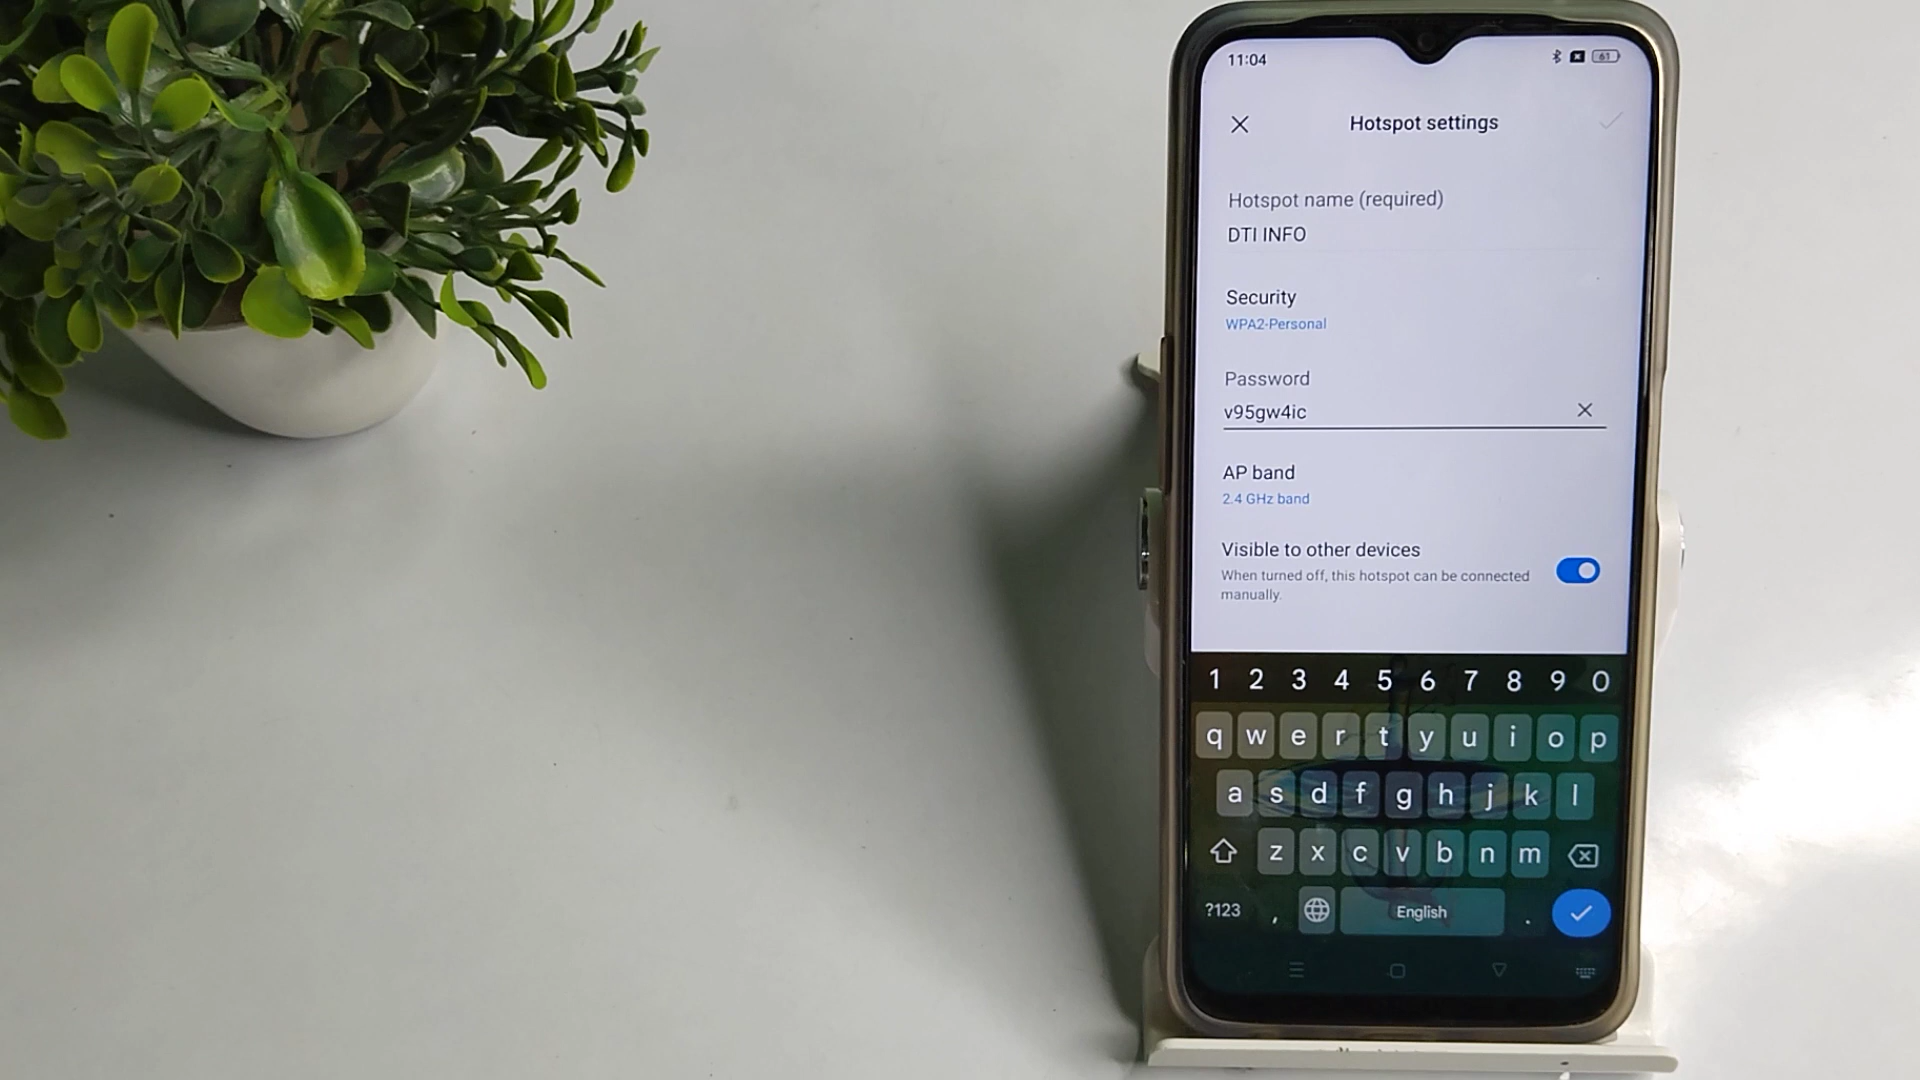 11:04
61
Hotspot settings
Hotspot name (required)
DTI INFO
Security
WPA2-Personal
Password
v95gw4ic
AP band
2.4 GHz band
Visible to other devices
When turned off, this hotspot can be connected
manually.
1 2 3 4 5 6 7 8 9 0
q w e r t y u i o p
a s d f g h j k l
z x c v b n m
?123 , English .